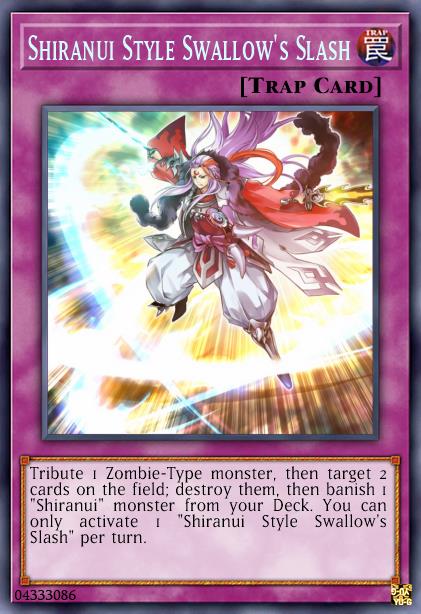 Shiranui Style Swallow's Slash
TRAP
罠
[Trap Card]
Tribute 1 Zombie-Type monster, then target 2
cards on the field; destroy them, then banish 1
"Shiranui" monster from your Deck. You can
only activate 1 "Shiranui Style Swallow's
Slash" per turn.
04333086